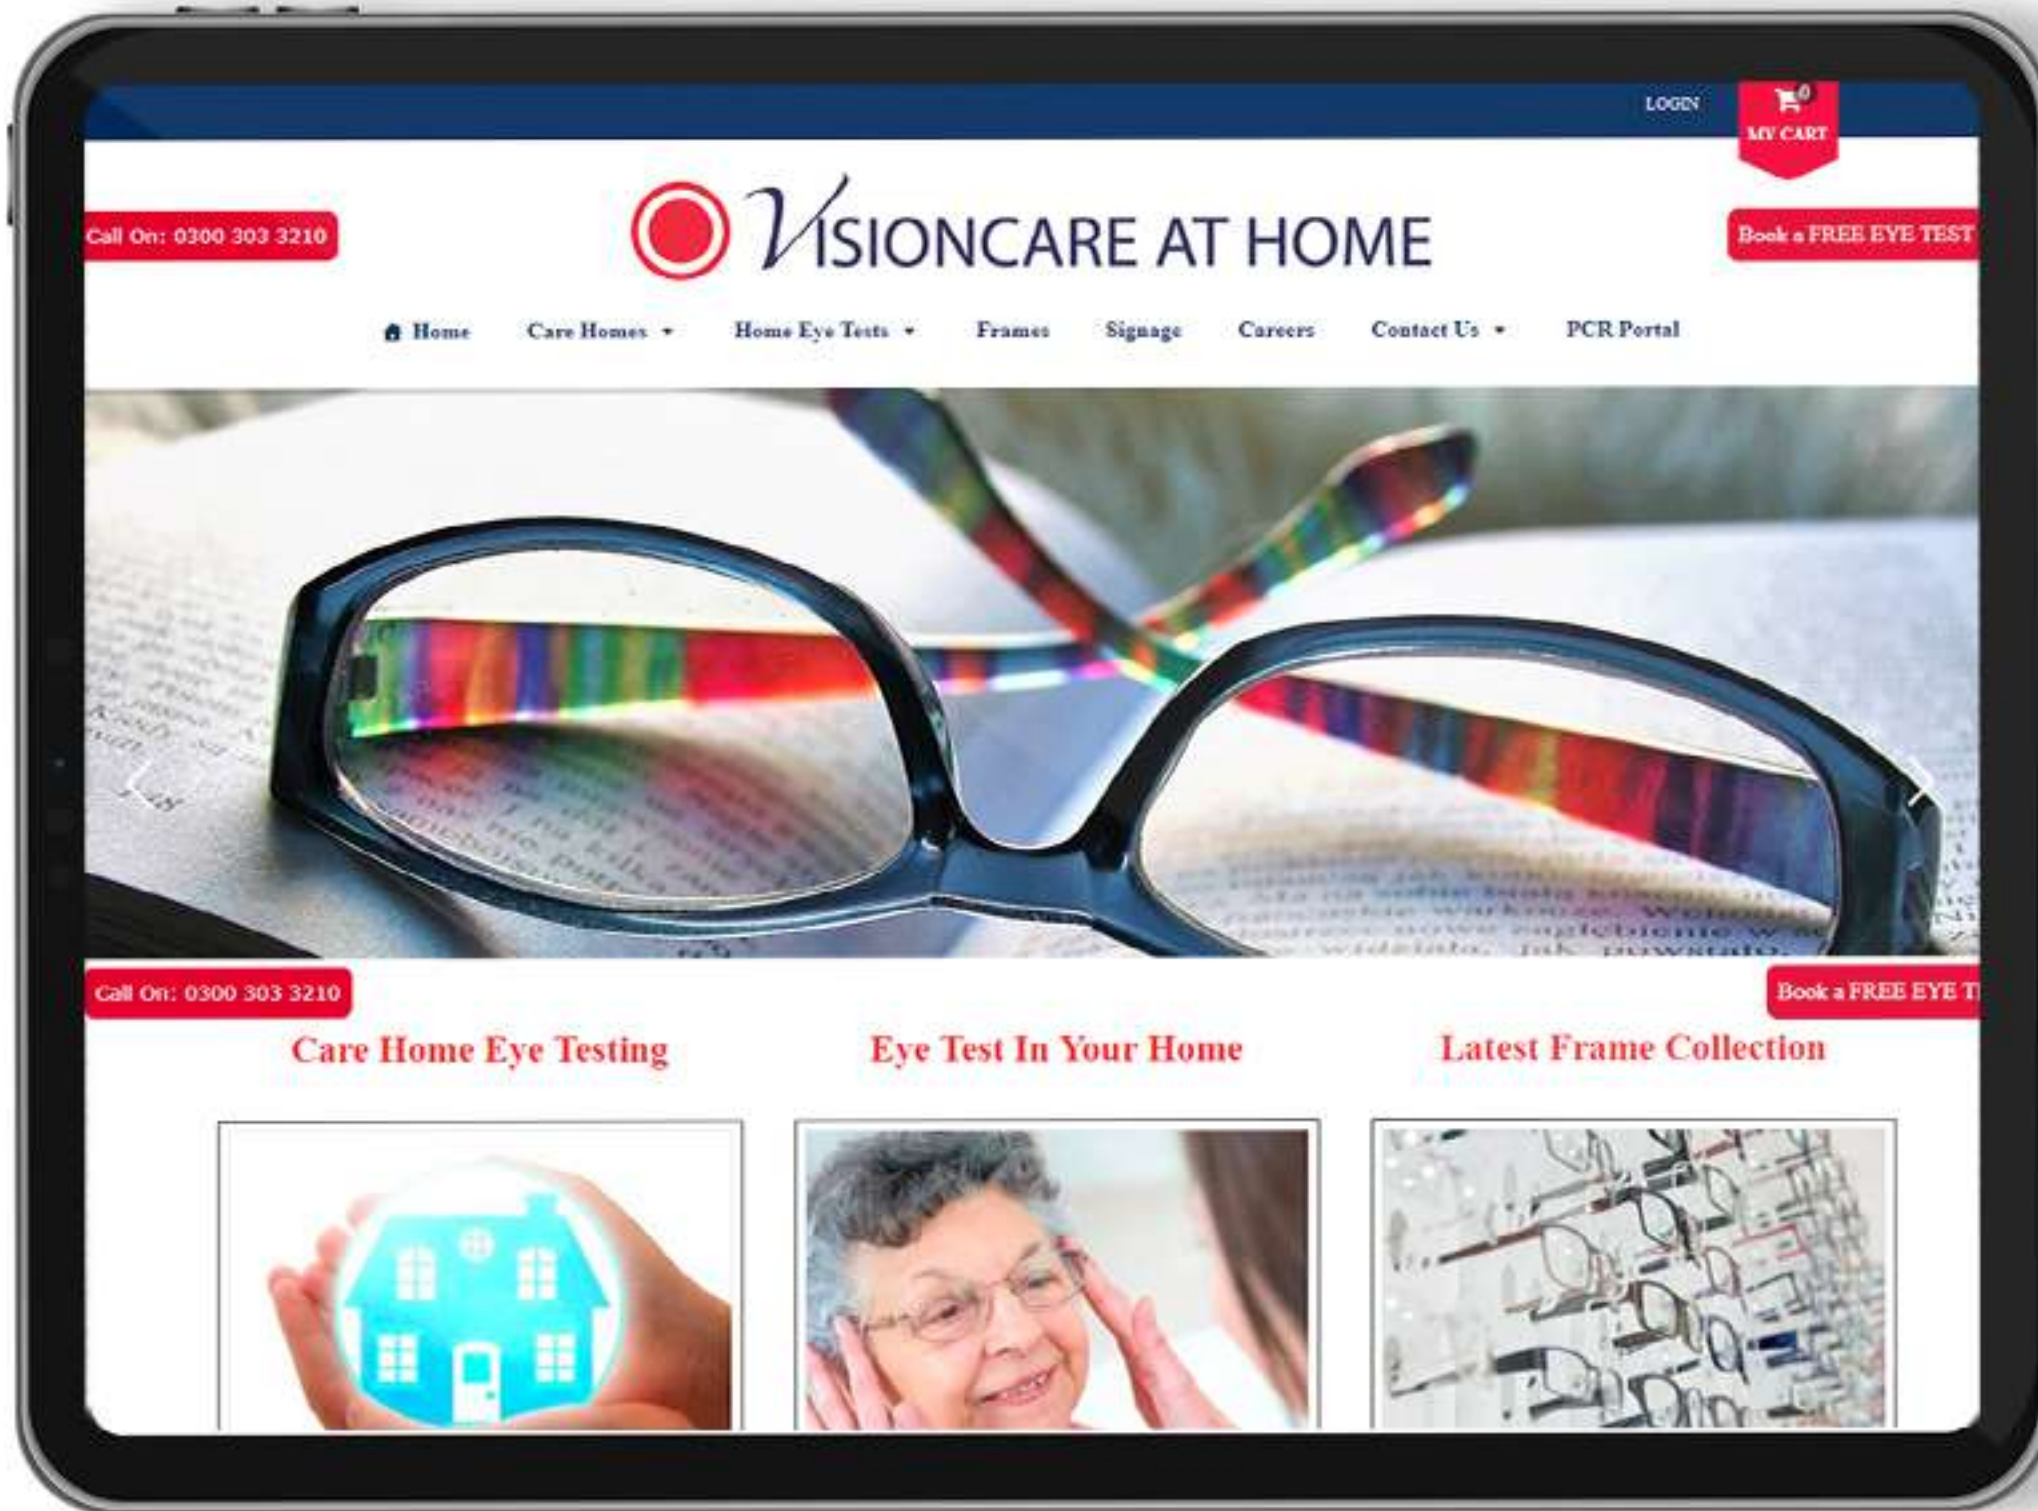 LOGIN
0
MY CART
Call On: 0300 303 3210
VISIONCARE AT HOME
Book a FREE EYE TEST
Home Care Homes Home Eye Tests Frames Signage Careers Contact Us PCR Portal
Call On: 0300 303 3210
Book a FREE EYE T
Care Home Eye Testing
Eye Test In Your Home
Latest Frame Collection